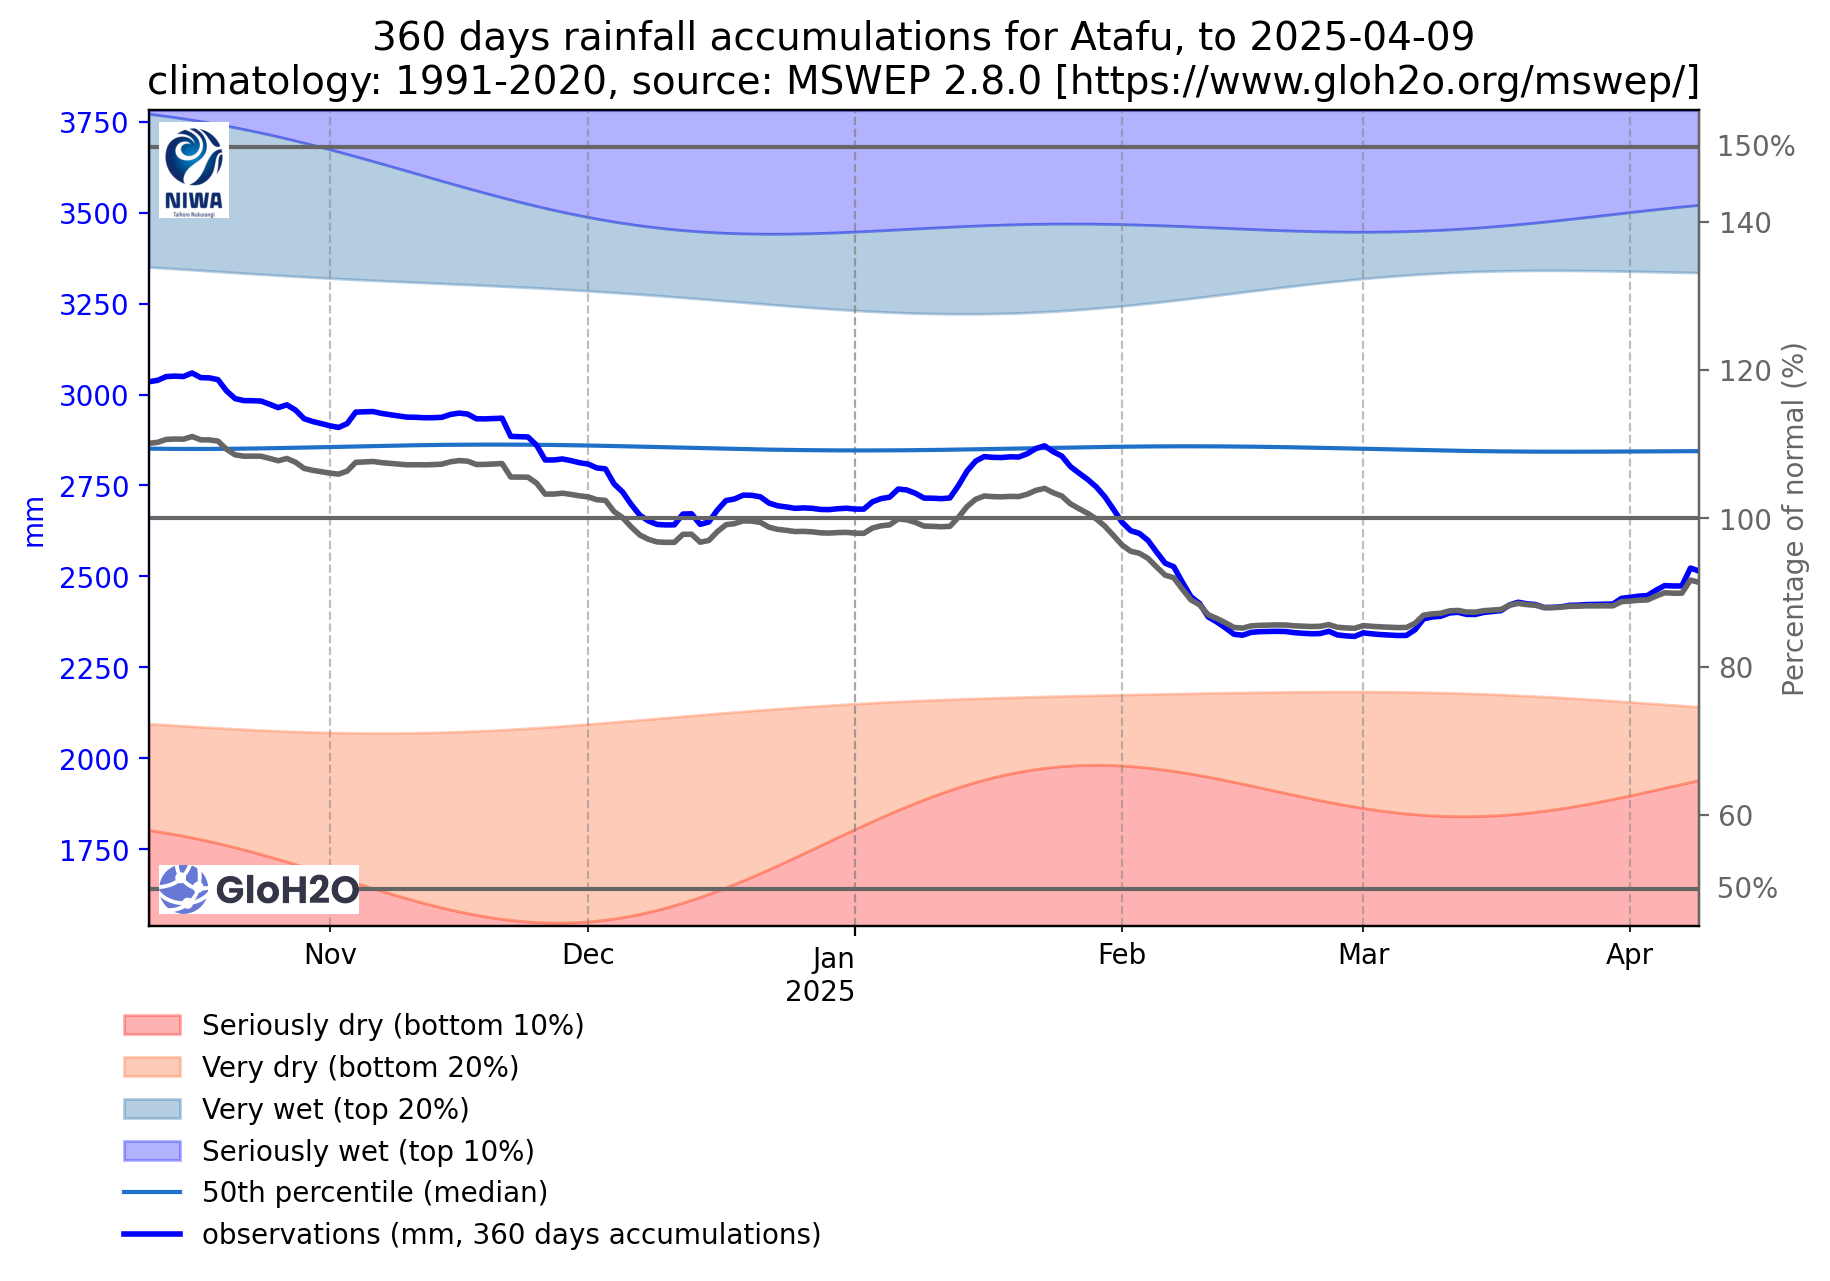 360 days rainfall accumulations for Atafu, to 2025-04-09
climatology: 1991-2020, source: MSWEP 2.8.0 [https://www.gloh2o.org/mswep/]
3750
3500
3250
3000
2750
2500
2250
2000
1750
mm
NIWA
Taihoro Nukurangi
GloH2O
150%
140
120
100
80
60
50%
Percentage of normal (%)
Nov
Dec
Jan
2025
Feb
Mar
Apr
Seriously dry (bottom 10%)
Very dry (bottom 20%)
Very wet (top 20%)
Seriously wet (top 10%)
50th percentile (median)
observations (mm, 360 days accumulations)